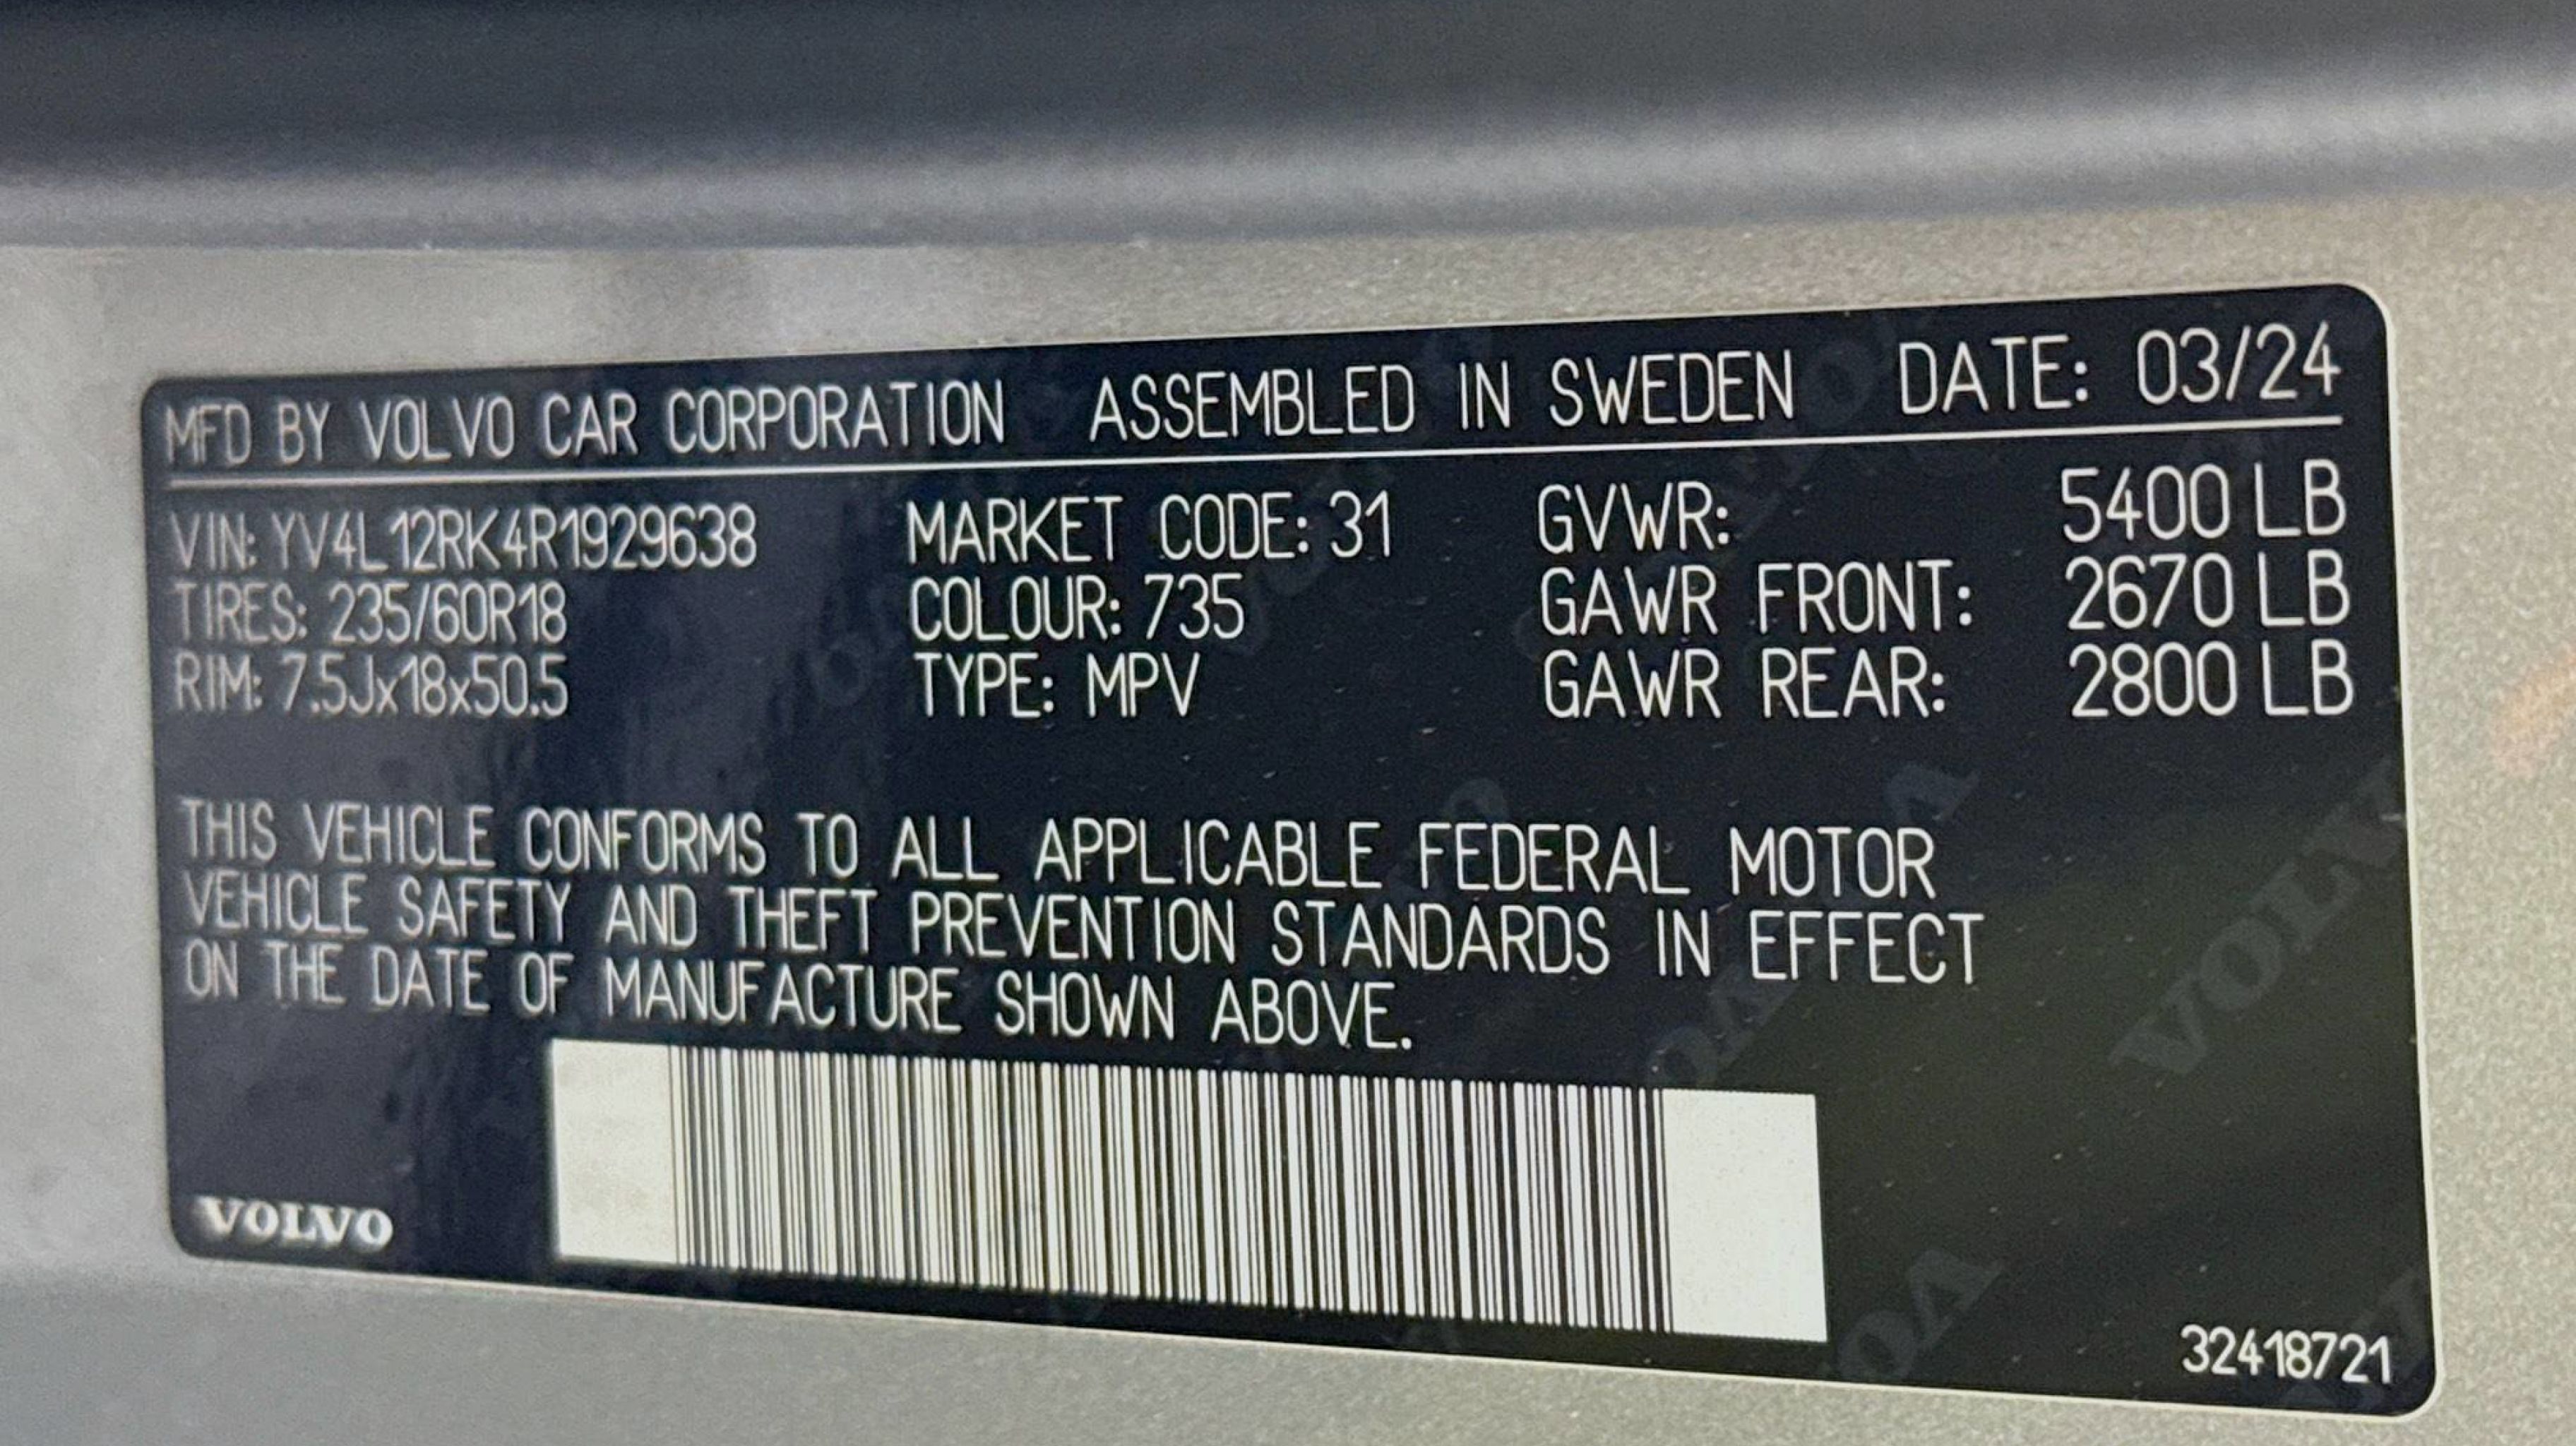 MFD BY VOLVO CAR CORPORATION ASSEMBLED IN SWEDEN DATE: 03/24
VIN: YV4L12RK4R1929638 MARKET CODE: 31 GVWR: 5400 LB
TIRES: 235/60R18 COLOUR: 735 GAWR FRONT: 2670 LB
RIM: 7.5Jx18x50.5 TYPE: MPV GAWR REAR: 2800 LB
THIS VEHICLE CONFORMS TO ALL APPLICABLE FEDERAL MOTOR
VEHICLE SAFETY AND THEFT PREVENTION STANDARDS IN EFFECT
ON THE DATE OF MANUFACTURE SHOWN ABOVE.
VOLVO
32418721